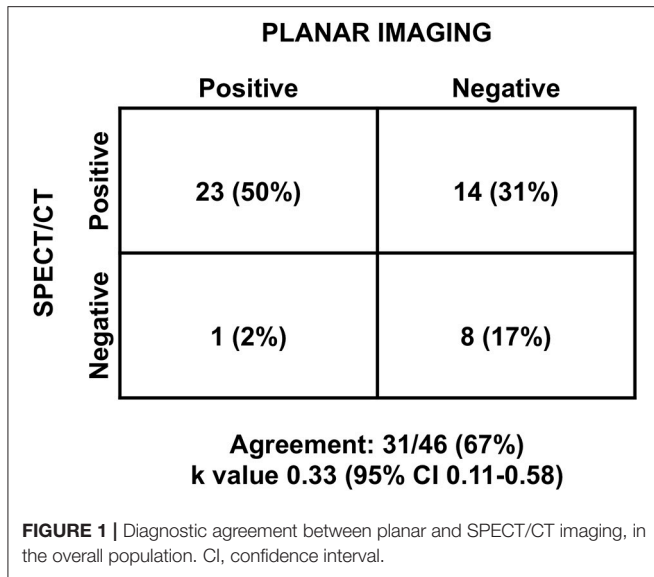 PLANAR IMAGING
Positive Negative
SPECT/CT
Positive
23 (50%) 14 (31%)
Negative
1 (2%) 8 (17%)
Agreement: 31/46 (67%)
k value 0.33 (95% CI 0.11-0.58)
FIGURE 1 | Diagnostic agreement between planar and SPECT/CT imaging, in
the overall population. CI, confidence interval.